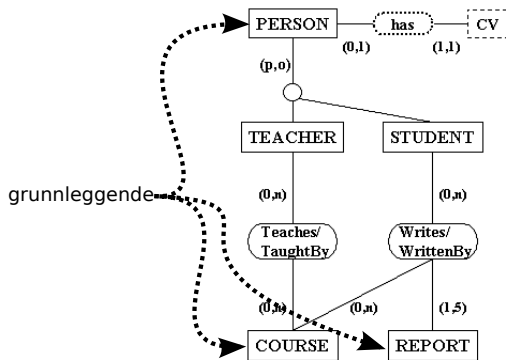 PERSON
has
CV
(0,1)
(1,1)
(p,o)
TEACHER
STUDENT
grunnleggende
(0,n)
(0,n)
Teaches/
TaughtBy
Writes/
WrittenBy
(0,n)
(0,n)
(1,5)
COURSE
REPORT